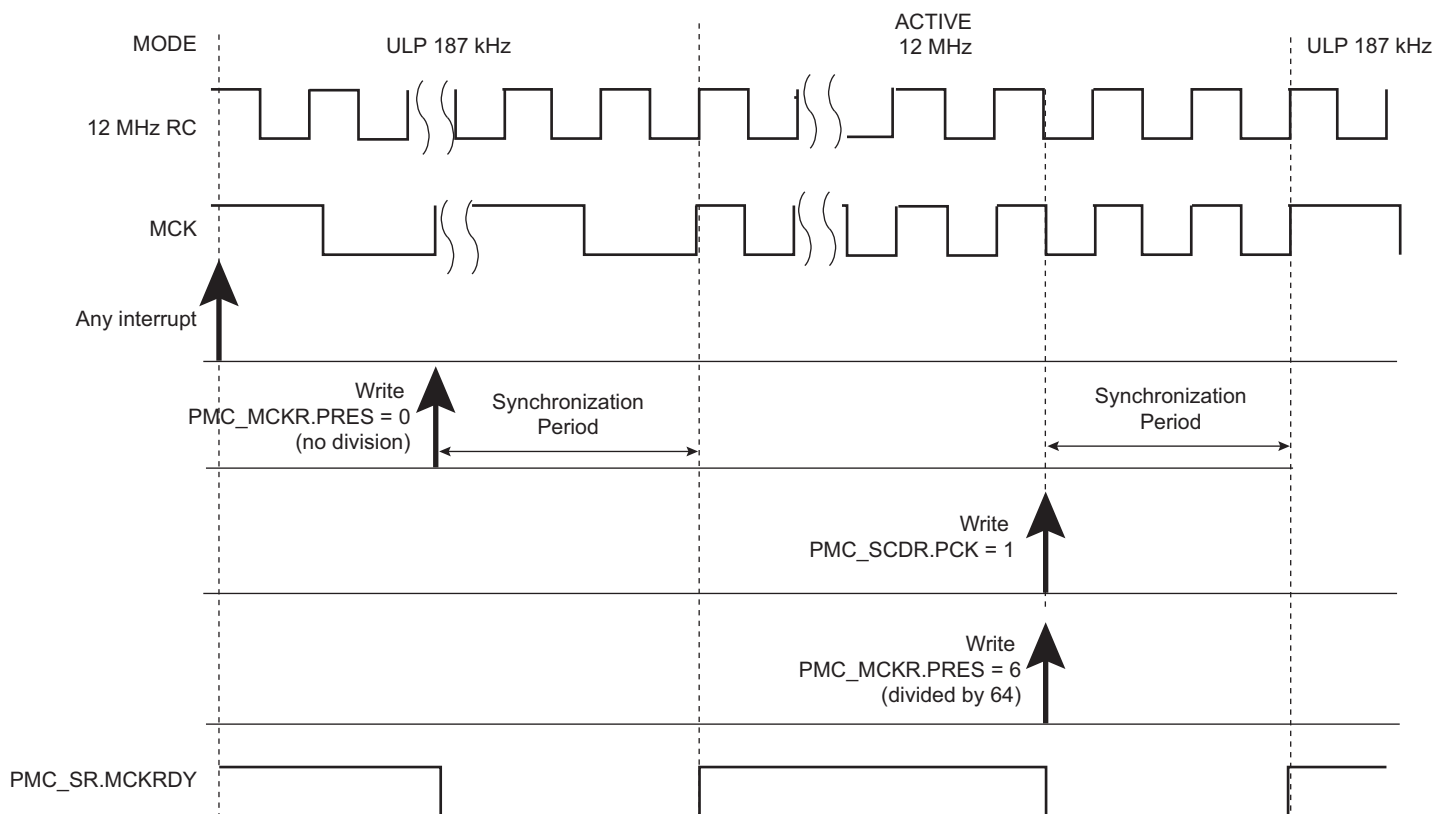 MODE
ULP 187 kHz
ACTIVE
12 MHz
ULP 187 kHz
12 MHz RC
MCK
Any interrupt
Write
PMC_MCKR.PRES = 0
(no division)
Synchronization
Period
Synchronization
Period
Write
PMC_SCDR.PCK = 1
Write
PMC_MCKR.PRES = 6
(divided by 64)
PMC_SR.MCKRDY